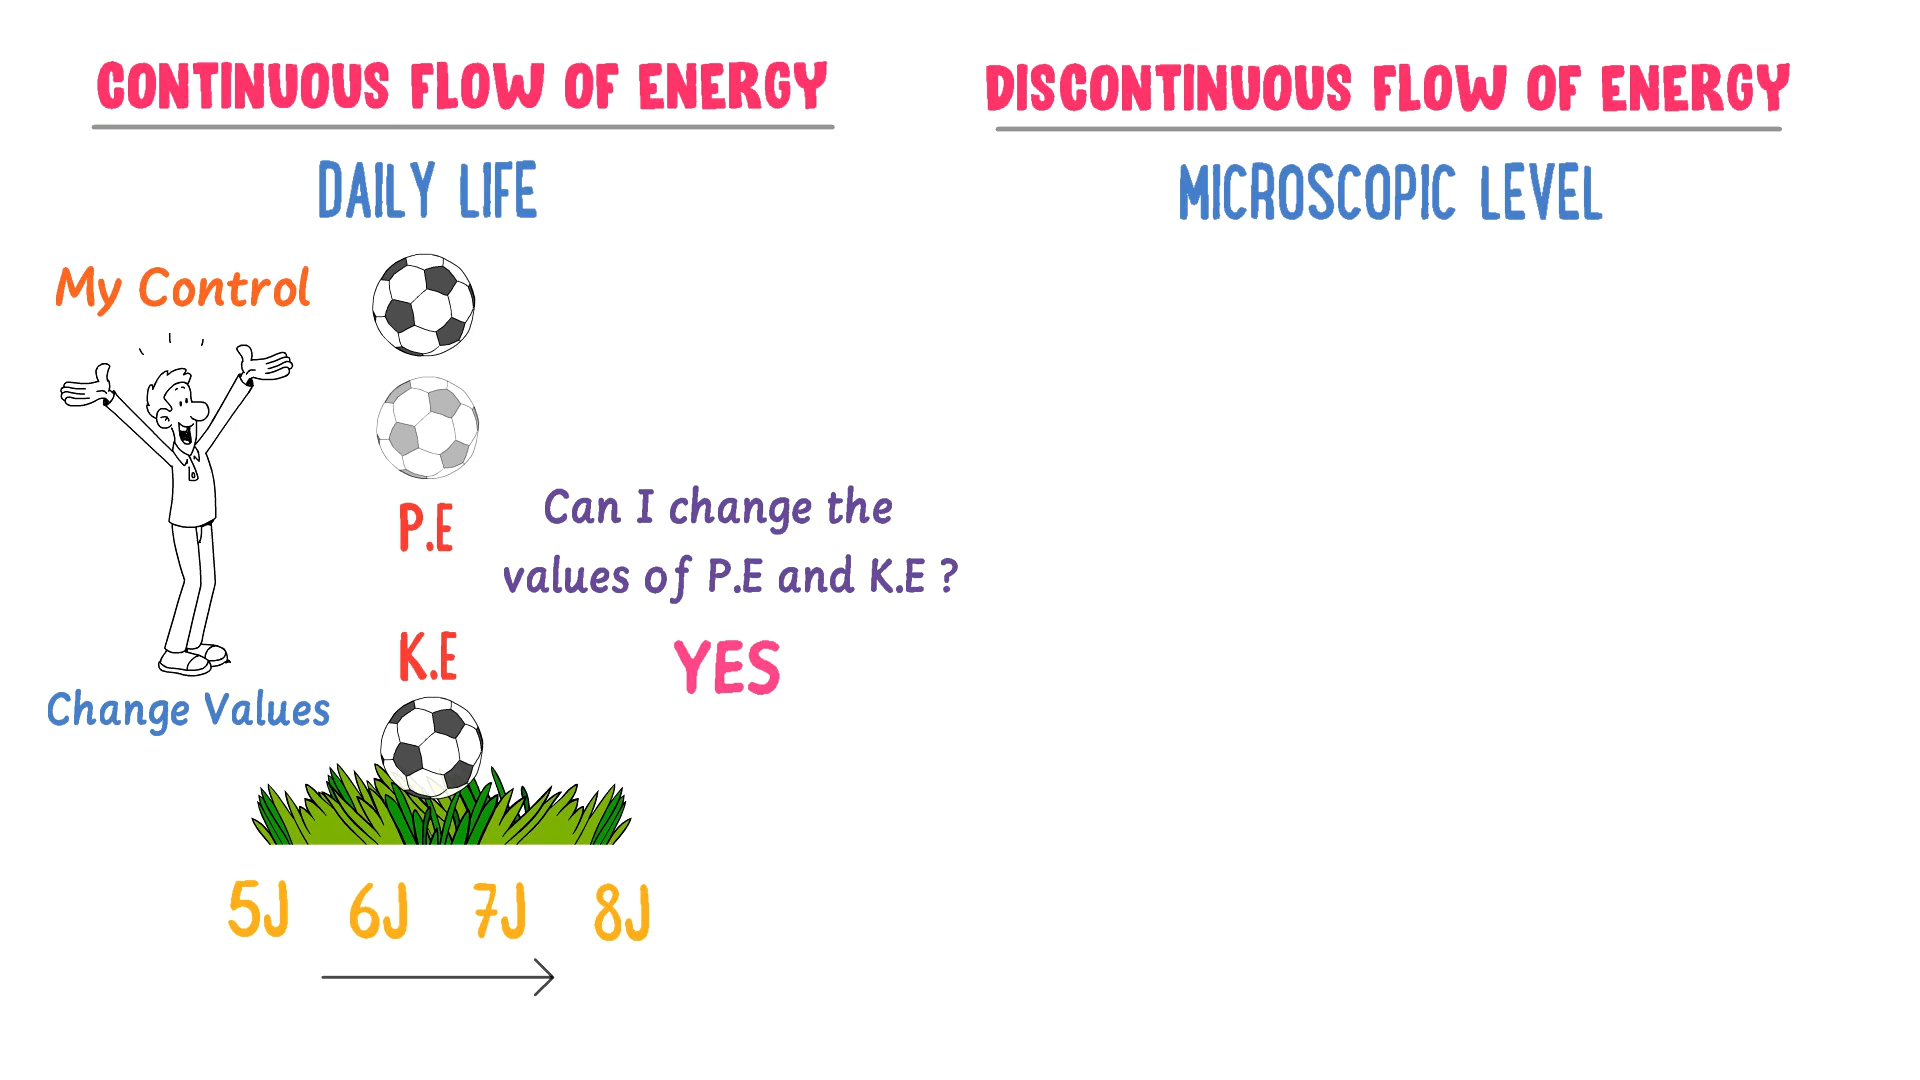 CONTINUOUS FLOW OF ENERGY
DAILY LIFE
My Control
P.E
Can I change the
values of P.E and K.E ?
K.E
YES
Change Values
5J 6J 7J 8J
DISCONTINUOUS FLOW OF ENERGY
MICROSCOPIC LEVEL